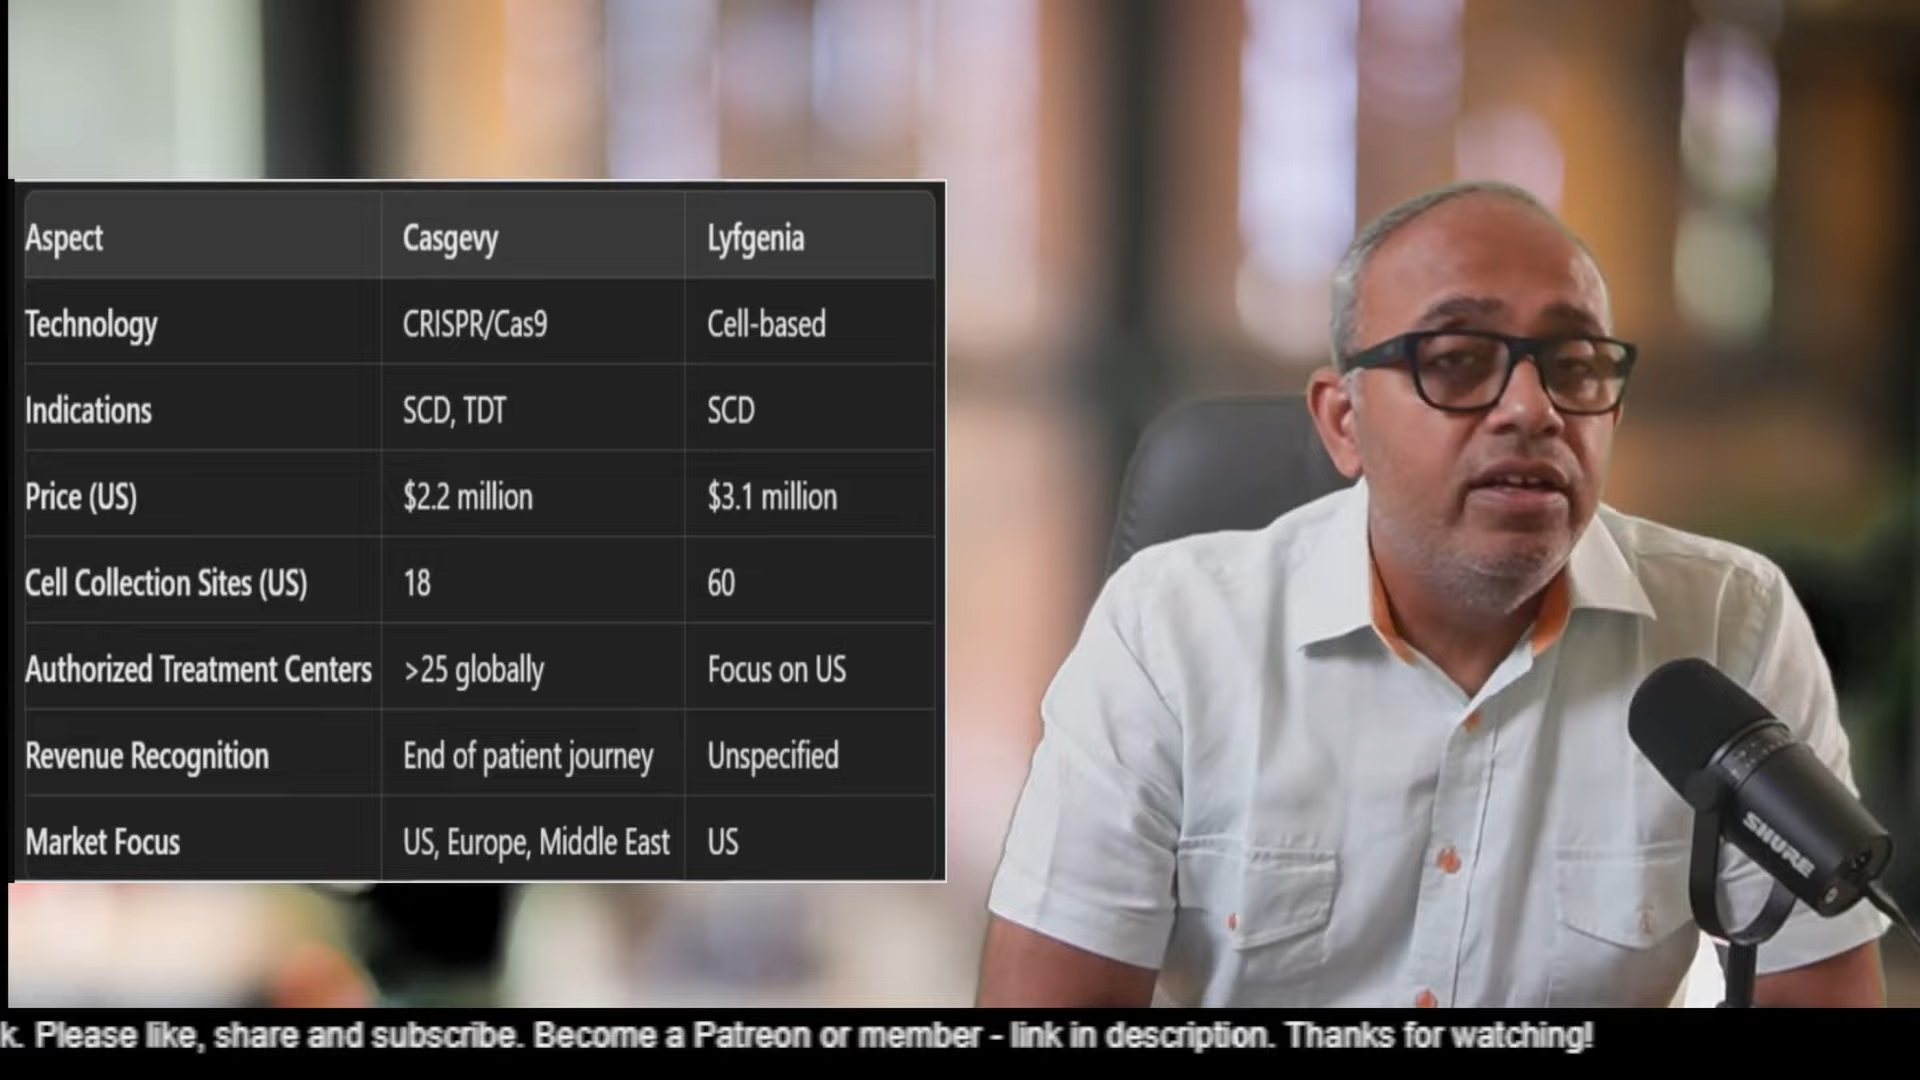 Aspect Casgevy Lyfgenia
Technology CRISPR/Cas9 Cell-based
Indications SCD, TDT SCD
Price (US) $2.2 million $3.1 million
Cell Collection Sites (US) 18 60
Authorized Treatment Centers >25 globally Focus on US
Revenue Recognition End of patient journey Unspecified
Market Focus US, Europe, Middle East US
SHURE
k. Please like, share and subscribe. Become a Patreon or member - link in description. Thanks for watching!